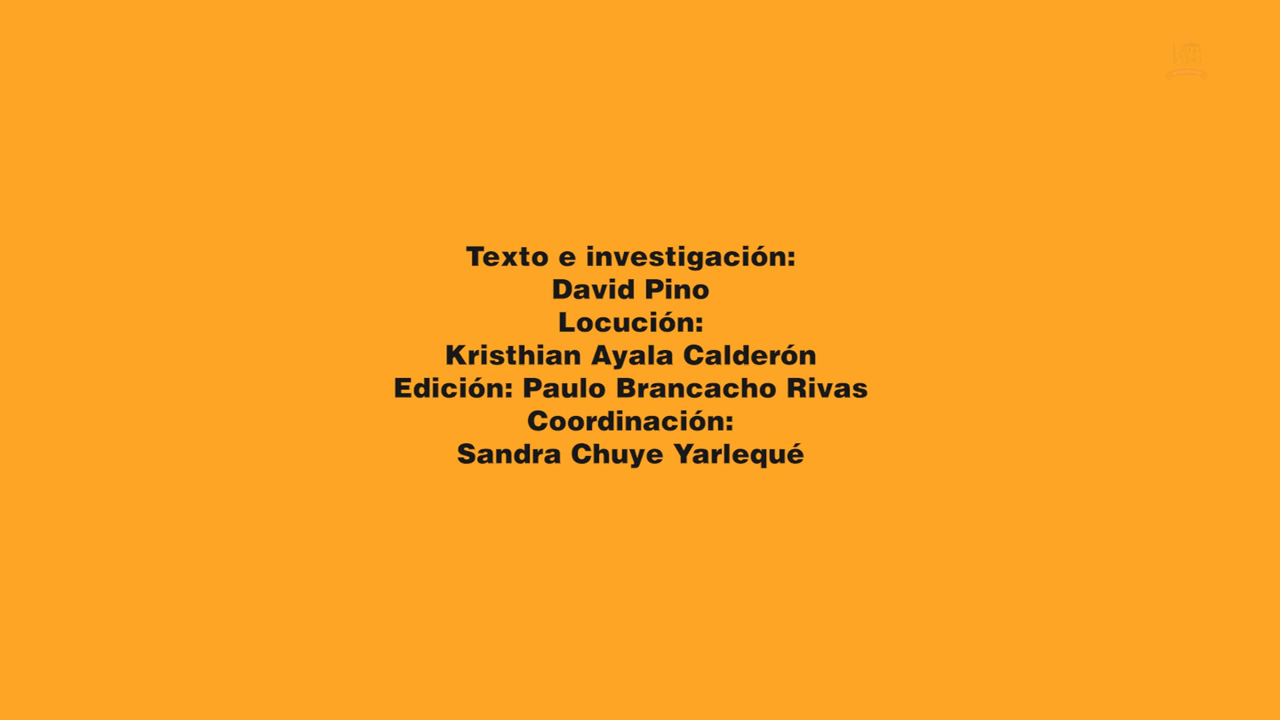 Texto e investigación:
David Pino
Locución:
Kristhian Ayala Calderón
Edición: Paulo Brancacho Rivas
Coordinación:
Sandra Chuye Yarlequé